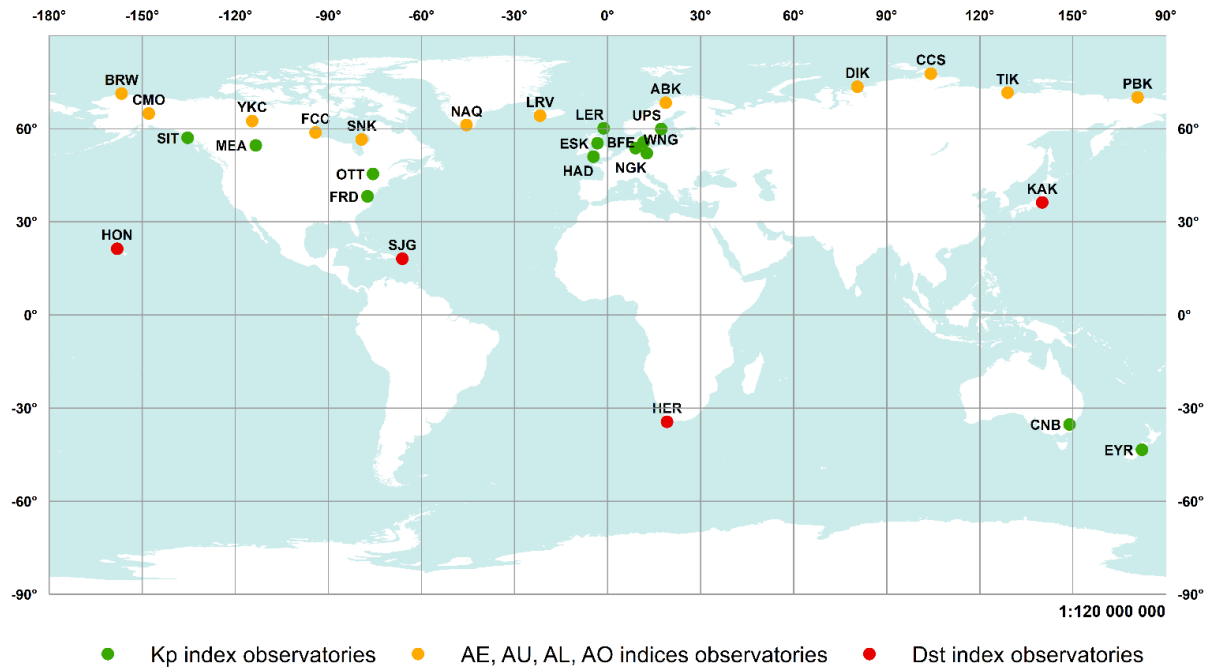 -180° -150° -120° -90° -60° -30° 0° 30° 60° 90° 120° 150° 90°
BRW
CMO
YKC
FCC
SNK
NAQ
LRV
ABK
DIK
CCS
TIK
PBK
60°
SIT
MEA
LER
UPS
ESK
BFE
WNG
HAD
NGK
60°
OTT
FRD
KAK
30°
30°
HON
SJG
0°
0°
-30°
HER
-30°
CNB
EYR
-60°
-60°
-90°
-90°
1:120 000 000
Kp index observatories AE, AU, AL, AO indices observatories Dst index observatories